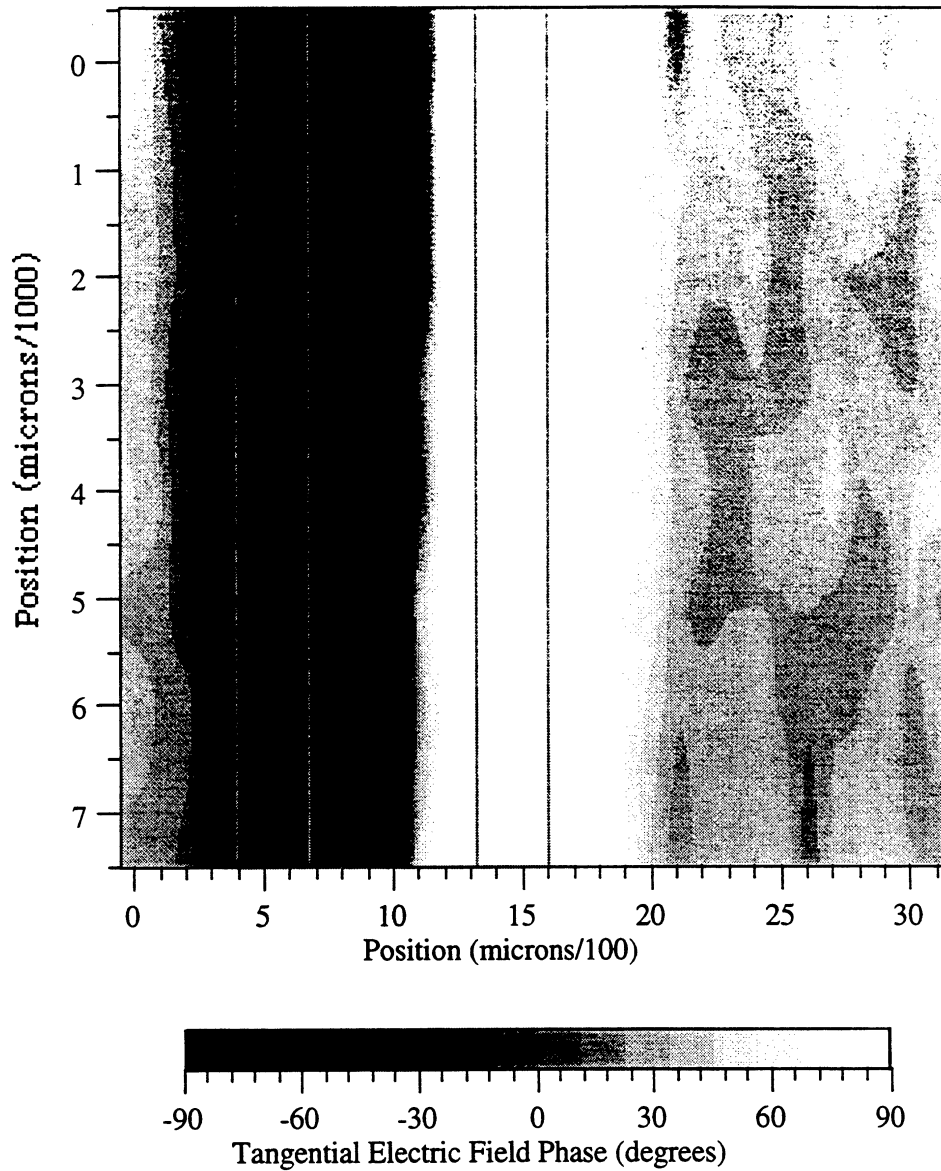 Position (microns/1000)
0
1
2
3
4
5
6
7
0 5 10 15 20 25 30
Position (microns/100)
-90 -60 -30 0 30 60 90
Tangential Electric Field Phase (degrees)